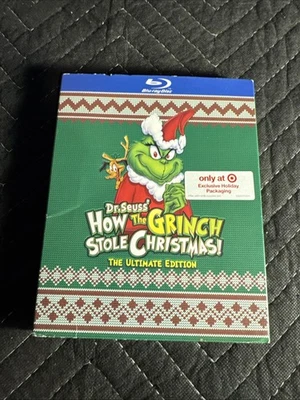 Blu-ray Disc
only at
Exclusive Holiday
Packaging
Dr. Seuss'
HOW The GRINCH
STOLE CHRISTMAS!
THE ULTIMATE EDITION